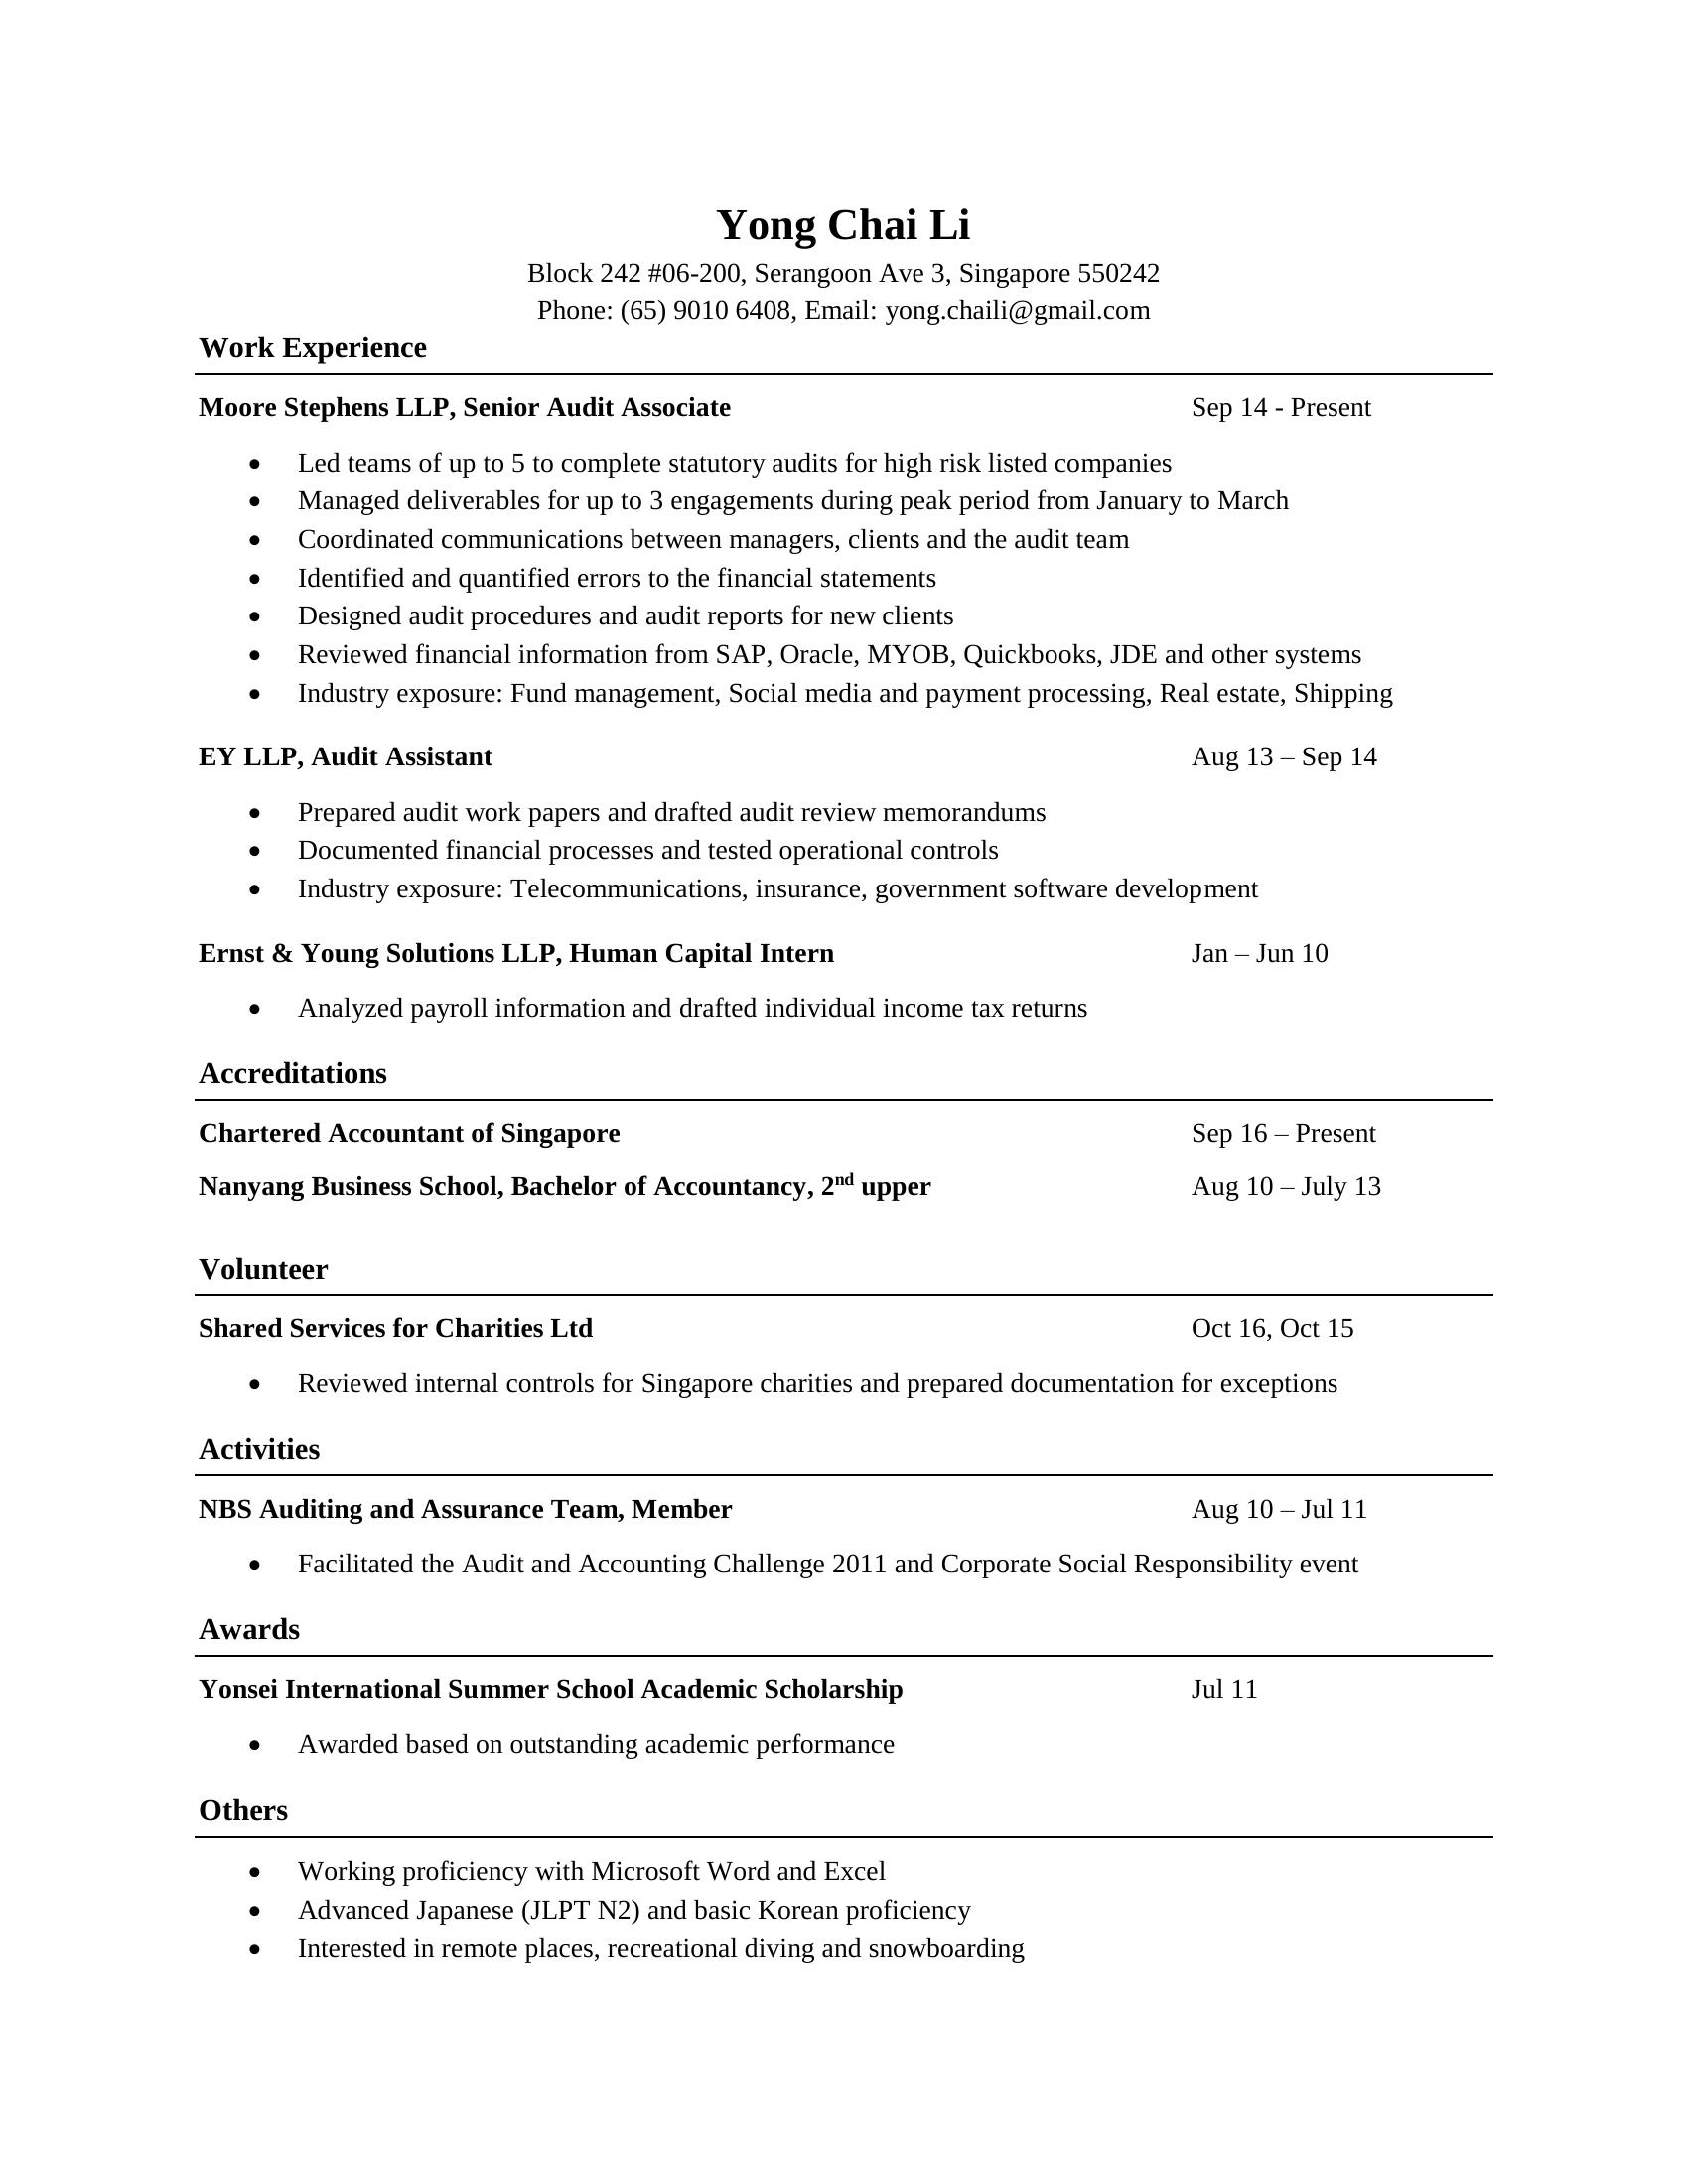 Yong Chai Li
Block 242 #06-200, Serangoon Ave 3, Singapore 550242
Phone: (65) 9010 6408, Email: yong.chaili@gmail.com
Work Experience
Moore Stephens LLP, Senior Audit Associate Sep 14 - Present
• Led teams of up to 5 to complete statutory audits for high risk listed companies
• Managed deliverables for up to 3 engagements during peak period from January to March
• Coordinated communications between managers, clients and the audit team
• Identified and quantified errors to the financial statements
• Designed audit procedures and audit reports for new clients
• Reviewed financial information from SAP, Oracle, MYOB, Quickbooks, JDE and other systems
• Industry exposure: Fund management, Social media and payment processing, Real estate, Shipping
EY LLP, Audit Assistant Aug 13 – Sep 14
• Prepared audit work papers and drafted audit review memorandums
• Documented financial processes and tested operational controls
• Industry exposure: Telecommunications, insurance, government software development
Ernst & Young Solutions LLP, Human Capital Intern Jan – Jun 10
• Analyzed payroll information and drafted individual income tax returns
Accreditations
Chartered Accountant of Singapore Sep 16 – Present
Nanyang Business School, Bachelor of Accountancy, 2nd upper Aug 10 – July 13
Volunteer
Shared Services for Charities Ltd Oct 16, Oct 15
• Reviewed internal controls for Singapore charities and prepared documentation for exceptions
Activities
NBS Auditing and Assurance Team, Member Aug 10 – Jul 11
• Facilitated the Audit and Accounting Challenge 2011 and Corporate Social Responsibility event
Awards
Yonsei International Summer School Academic Scholarship Jul 11
• Awarded based on outstanding academic performance
Others
• Working proficiency with Microsoft Word and Excel
• Advanced Japanese (JLPT N2) and basic Korean proficiency
• Interested in remote places, recreational diving and snowboarding